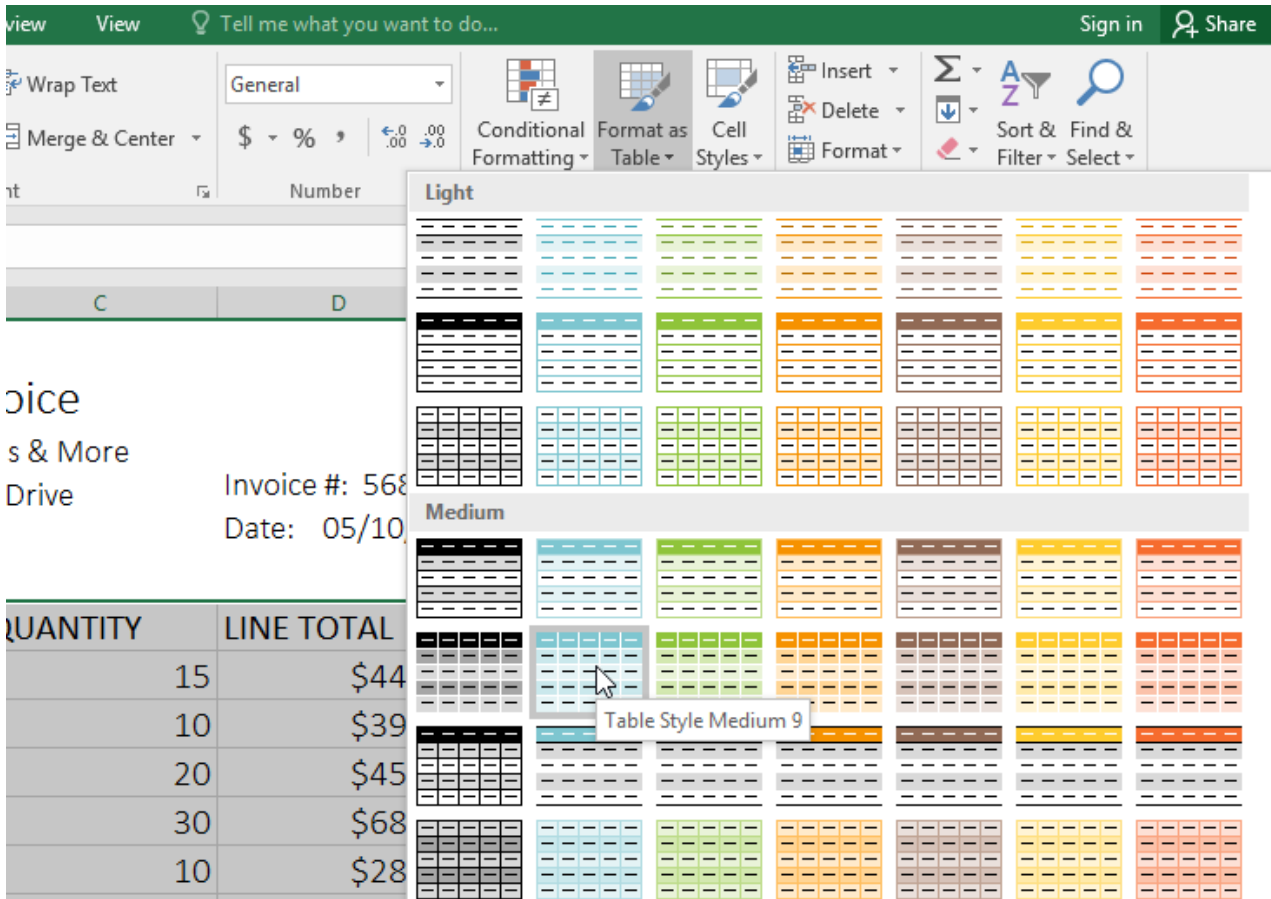 view View Tell me what you want to do... Sign in Share
Wrap Text General Insert
$ % , .0 .00 .00 .0 Conditional Format as Cell Delete Sort & Find &
Merge & Center Formatting Table Styles Format Filter Select
nt Number
Light
C D
oice
s & More
Drive
Invoice #: 568
Date: 05/10
Medium
QUANTITY LINE TOTAL
15 $44
10 $39
Table Style Medium 9
20 $45
30 $68
10 $28